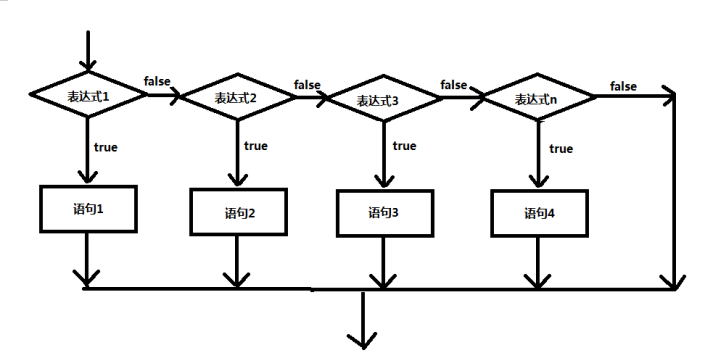 false false false false
表达式1 表达式2 表达式3 表达式n
true true true true
语句1 语句2 语句3 语句4